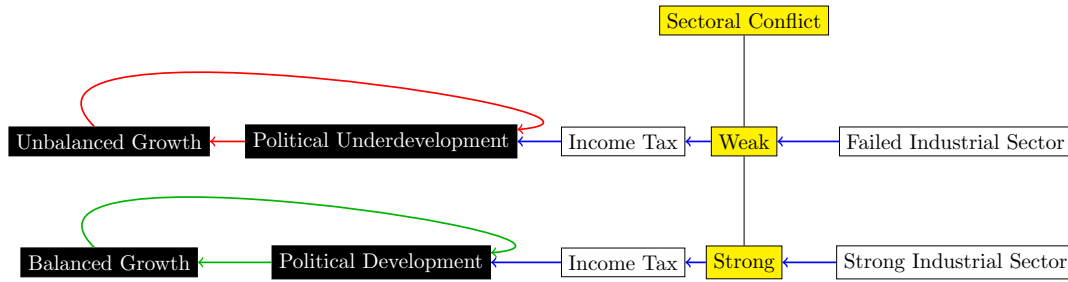 Sectoral Conflict
Unbalanced Growth
Political Underdevelopment
Income Tax
Weak
Failed Industrial Sector
Balanced Growth
Political Development
Income Tax
Strong
Strong Industrial Sector